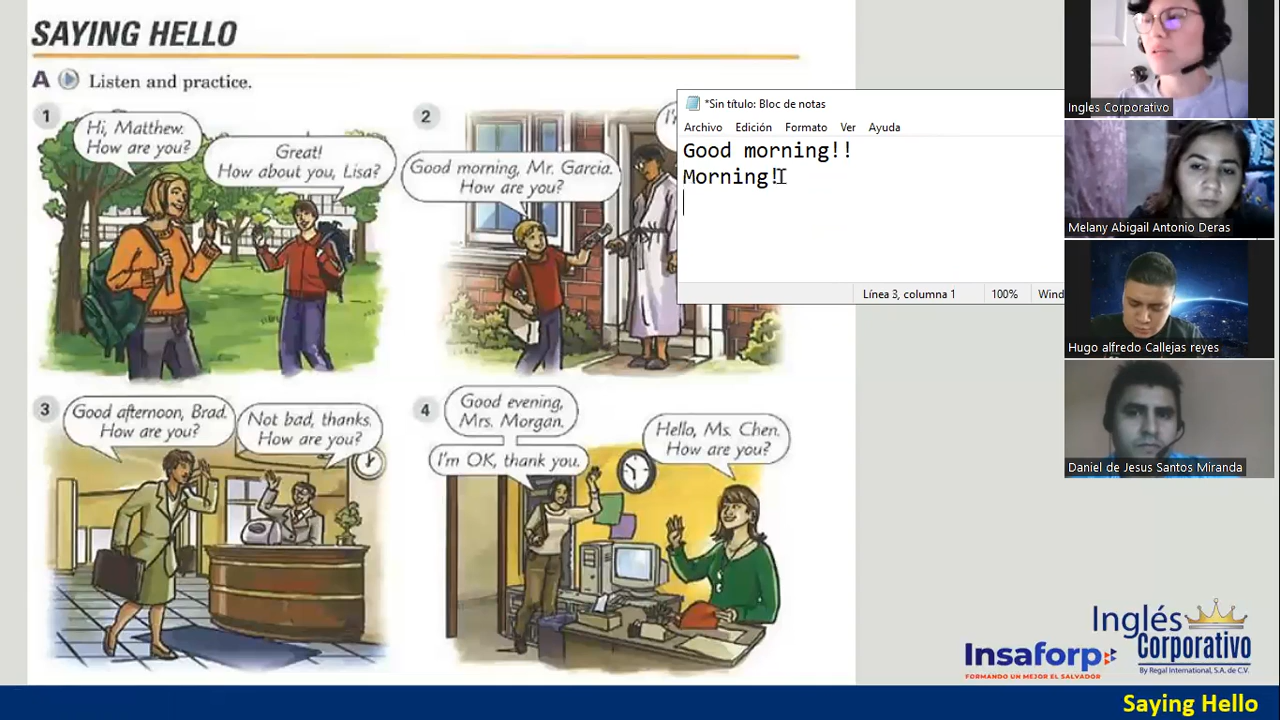 SAYING HELLO
A Listen and practice.
1
Hi, Matthew.
How are you?
Great!
How about you, Lisa?
2
Good morning, Mr. Garcia.
How are you?
3
Good afternoon, Brad.
How are you?
Not bad, thanks.
How are you?
4
Good evening,
Mrs. Morgan.
I'm OK, thank you.
Hello, Ms. Chen.
How are you?
*Sin título: Bloc de notas
Archivo Edición Formato Ver Ayuda
Good morning!!
Morning!
Línea 3, columna 1 100% Wind
Ingles Corporativo
Melany Abigail Antonio Deras
Hugo alfredo Callejas reyes
Daniel de Jesus Santos Miranda
Insaforp
FORMANDO UN MEJOR EL SALVADOR
Inglés
Corporativo
By Regal International, S.A. de C.V.
Saying Hello